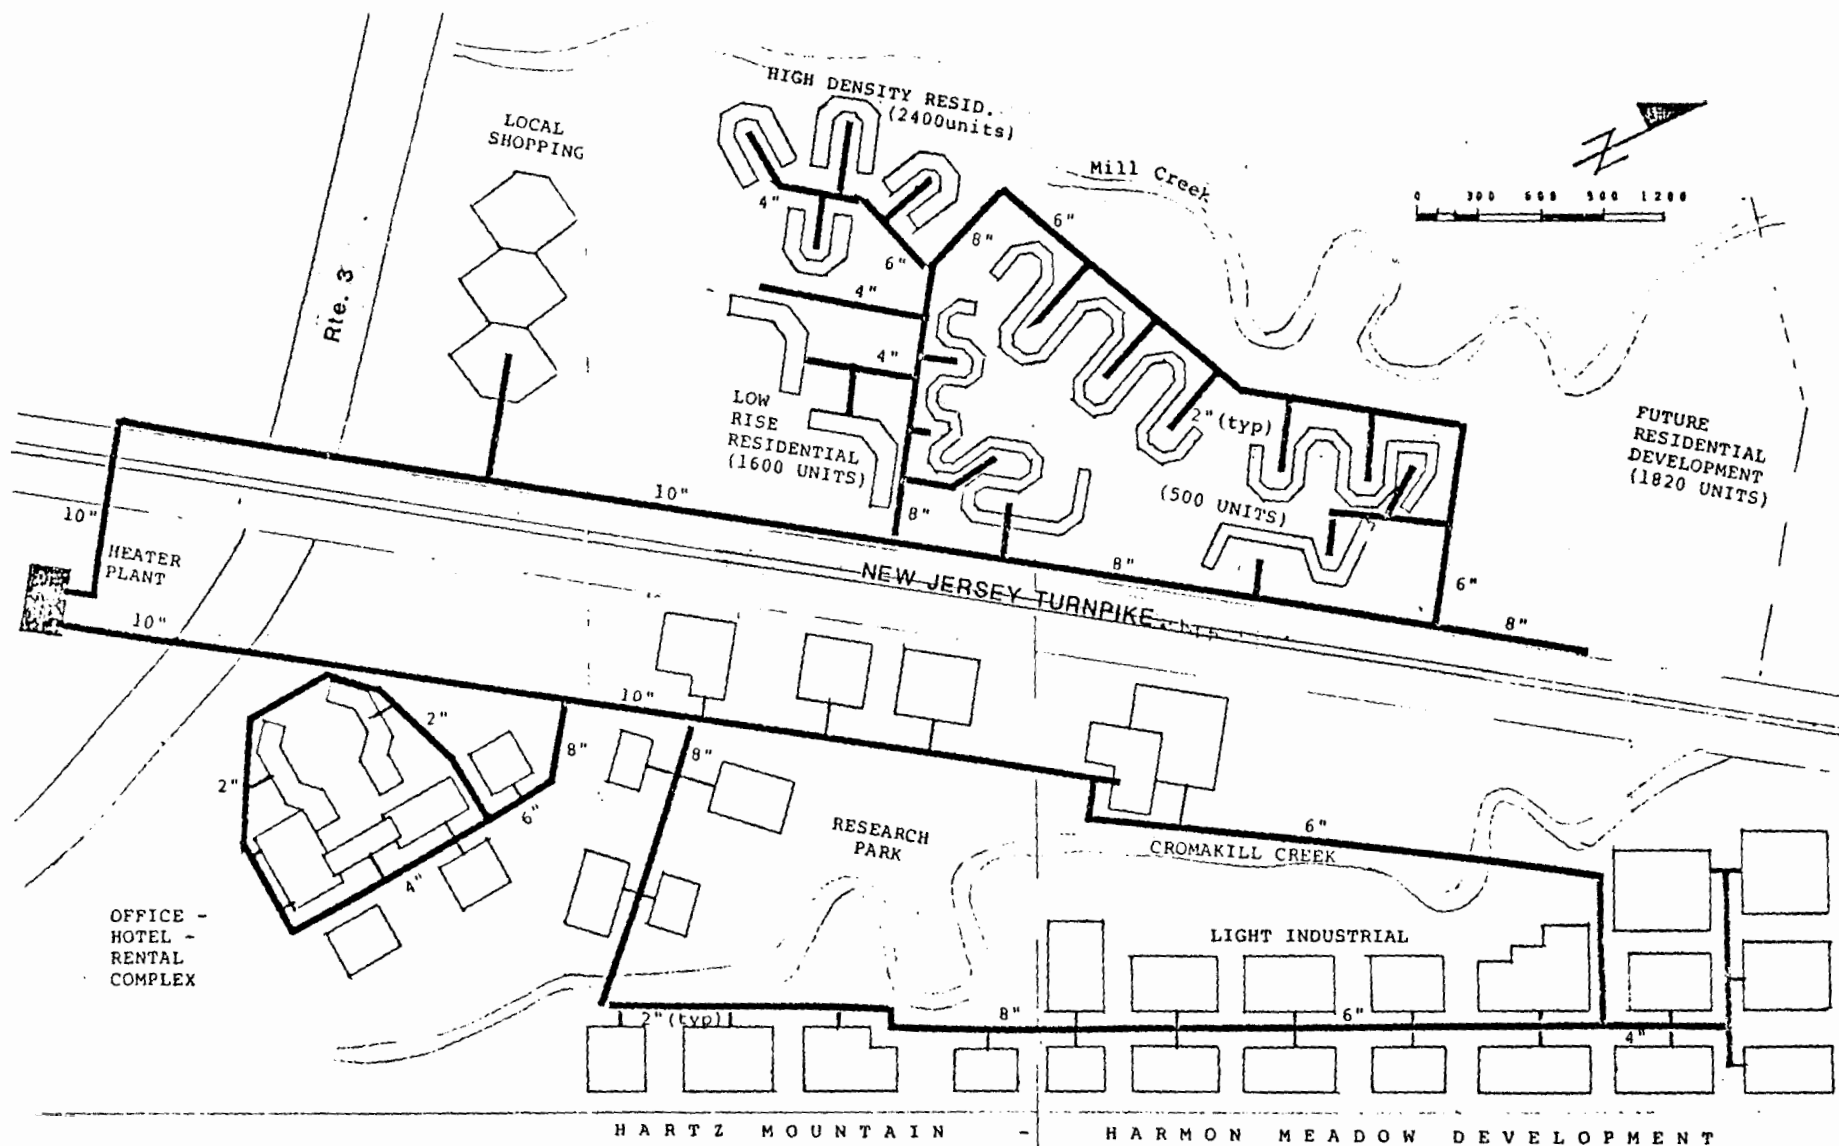 HIGH DENSITY RESID.
(2400units)
LOCAL
SHOPPING
Mill Creek
0 300 600 900 1200
N
4"
6"
8"
6"
Rte. 3
4"
4"
LOW
RISE
RESIDENTIAL
(1600 UNITS)
2"(typ)
FUTURE
RESIDENTIAL
DEVELOPMENT
(1820 UNITS)
(500 UNITS)
10"
10"
8"
8"
6"
8"
HEATER
PLANT
NEW JERSEY TURNPIKE
10"
10"
2"
8"
8"
2"
6"
4"
RESEARCH
PARK
6"
CROMAKILL CREEK
OFFICE -
HOTEL -
RENTAL
COMPLEX
LIGHT INDUSTRIAL
2"(typ)
8"
6"
4"
HARTZ MOUNTAIN - HARMON MEADOW DEVELOPMENT